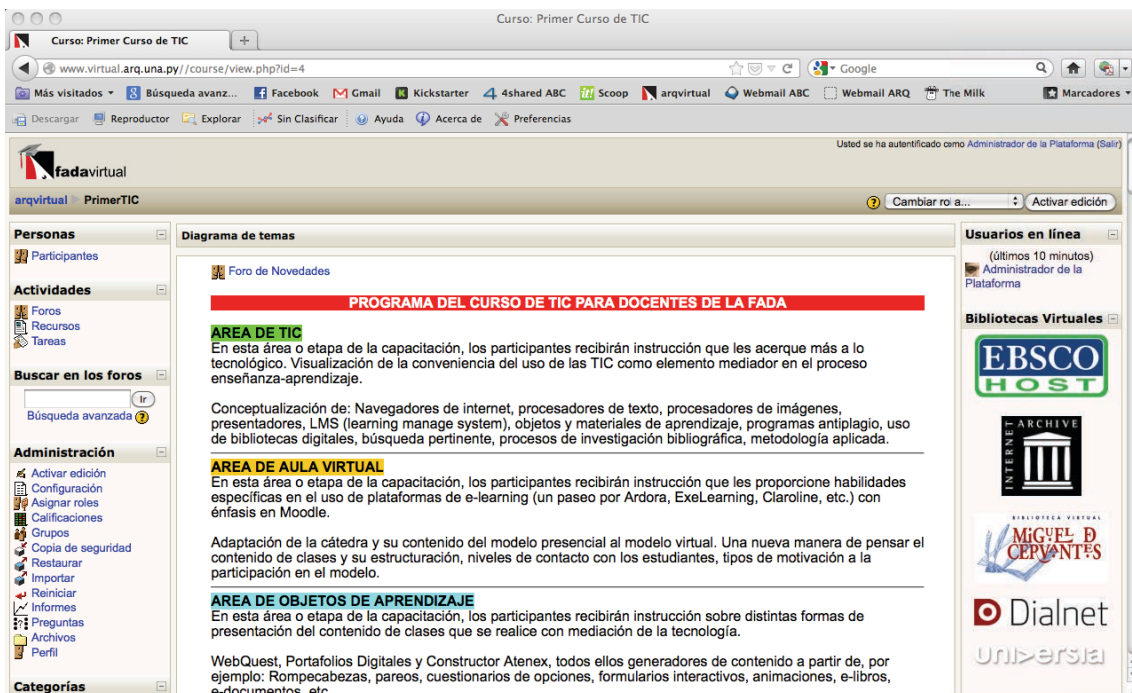 Curso: Primer Curso de TIC
Curso: Primer Curso de TIC
www.virtual.arq.una.py//course/view.php?id=4
Google
Más visitados
Búsqueda avanz...
Facebook
Gmail
Kickstarter
4shared ABC
Scoop
arqvirtual
Webmail ABC
Webmail ARQ
The Milk
Marcadores
Descargar
Reproductor
Explorar
Sin Clasificar
Ayuda
Acerca de
Preferencias
fadavirtual
Usted se ha autentificado como Administrador de la Plataforma (Salir)
arqvirtual
PrimerTIC
Cambiar rol a...
Activar edición
Personas
Participantes
Actividades
Foros
Recursos
Tareas
Buscar en los foros
Ir
Búsqueda avanzada
Administración
Activar edición
Configuración
Asignar roles
Calificaciones
Grupos
Copia de seguridad
Restaurar
Importar
Reiniciar
Informes
Preguntas
Archivos
Perfil
Categorías
Diagrama de temas
Foro de Novedades
PROGRAMA DEL CURSO DE TIC PARA DOCENTES DE LA FADA
AREA DE TIC
En esta área o etapa de la capacitación, los participantes recibirán instrucción que les acerque más a lo
tecnológico. Visualización de la conveniencia del uso de las TIC como elemento mediador en el proceso
enseñanza-aprendizaje.
Conceptualización de: Navegadores de internet, procesadores de texto, procesadores de imágenes,
presentadores, LMS (learning manage system), objetos y materiales de aprendizaje, programas antiplagio, uso
de bibliotecas digitales, búsqueda pertinente, procesos de investigación bibliográfica, metodología aplicada.
AREA DE AULA VIRTUAL
En esta área o etapa de la capacitación, los participantes recibirán instrucción que les proporcione habilidades
específicas en el uso de plataformas de e-learning (un paseo por Ardora, ExeLearning, Claroline, etc.) con
énfasis en Moodle.
Adaptación de la cátedra y su contenido del modelo presencial al modelo virtual. Una nueva manera de pensar el
contenido de clases y su estructuración, niveles de contacto con los estudiantes, tipos de motivación a la
participación en el modelo.
AREA DE OBJETOS DE APRENDIZAJE
En esta área o etapa de la capacitación, los participantes recibirán instrucción sobre distintas formas de
presentación del contenido de clases que se realice con mediación de la tecnología.
WebQuest, Portafolios Digitales y Constructor Atenex, todos ellos generadores de contenido a partir de, por
ejemplo: Rompecabezas, pareos, cuestionarios de opciones, formularios interactivos, animaciones, e-libros,
e-documentos, etc.
Usuarios en línea
(últimos 10 minutos)
Administrador de la
Plataforma
Bibliotecas Virtuales
EBSCO
HOST
INTERNET
ARCHIVE
BIBLIOTECA VIRTUAL
MIGVEL D
CERVANTES
Dialnet
universia